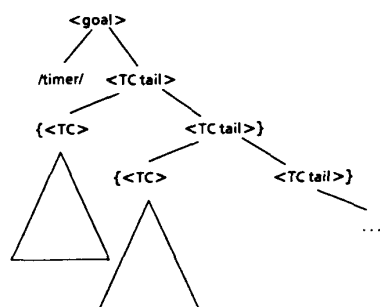 <goal>
/timer/ <TC tail>
{<TC> <TC tail>}
{<TC> <TC tail>}
...